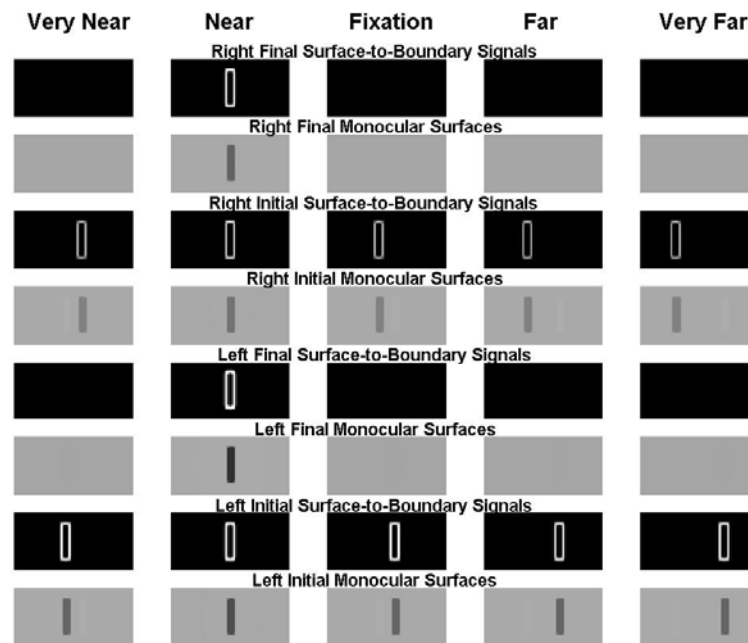 Very Near Near Fixation Far Very Far
Right Final Surface-to-Boundary Signals
Right Final Monocular Surfaces
Right Initial Surface-to-Boundary Signals
Right Initial Monocular Surfaces
Left Final Surface-to-Boundary Signals
Left Final Monocular Surfaces
Left Initial Surface-to-Boundary Signals
Left Initial Monocular Surfaces